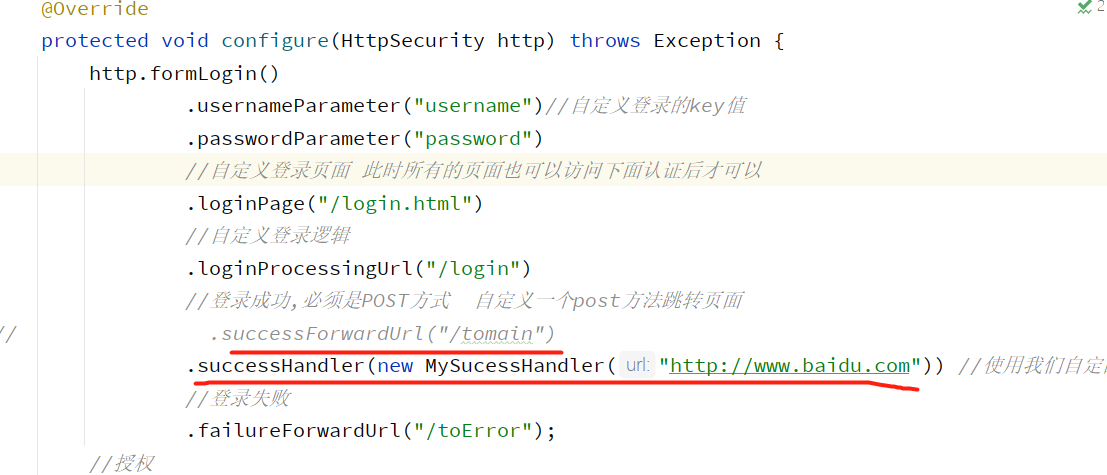 @Override
2
protected void configure(HttpSecurity http) throws Exception {
http.formLogin()
.usernameParameter("username")//自定义登录的key值
.passwordParameter("password")
//自定义登录页面 此时所有的页面也可以访问下面认证后才可以
.loginPage("/login.html")
//自定义登录逻辑
.loginProcessingUrl("/login")
//登录成功,必须是POST方式  自定义一个post方法跳转页面
// .successForwardUrl("/tomain")
.successHandler(new MySucessHandler( url: "http://www.baidu.com")) //使用我们自定
//登录失败
.failureForwardUrl("/toError");
//授权